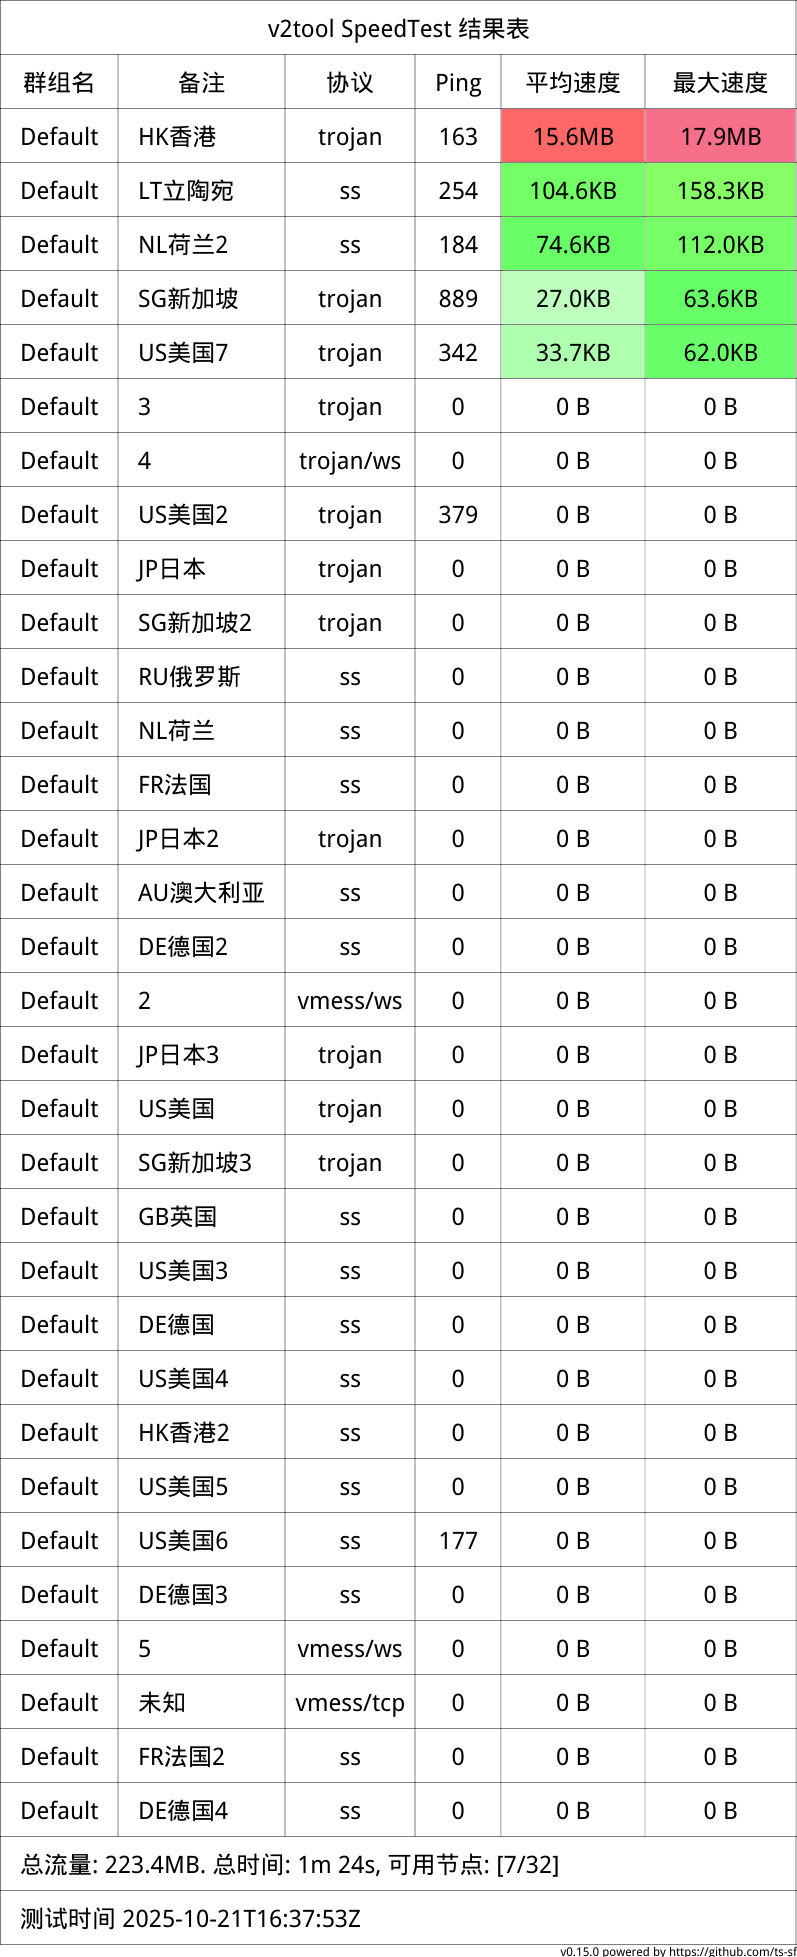 v2tool SpeedTest 结果表
群组名 备注 协议 Ping 平均速度 最大速度
Default HK香港 trojan 163 15.6MB 17.9MB
Default LT立陶宛 ss 254 104.6KB 158.3KB
Default NL荷兰2 ss 184 74.6KB 112.0KB
Default SG新加坡 trojan 889 27.0KB 63.6KB
Default US美国7 trojan 342 33.7KB 62.0KB
Default 3 trojan 0 0 B 0 B
Default 4 trojan/ws 0 0 B 0 B
Default US美国2 trojan 379 0 B 0 B
Default JP日本 trojan 0 0 B 0 B
Default SG新加坡2 trojan 0 0 B 0 B
Default RU俄罗斯 ss 0 0 B 0 B
Default NL荷兰 ss 0 0 B 0 B
Default FR法国 ss 0 0 B 0 B
Default JP日本2 trojan 0 0 B 0 B
Default AU澳大利亚 ss 0 0 B 0 B
Default DE德国2 ss 0 0 B 0 B
Default 2 vmess/ws 0 0 B 0 B
Default JP日本3 trojan 0 0 B 0 B
Default US美国 trojan 0 0 B 0 B
Default SG新加坡3 trojan 0 0 B 0 B
Default GB英国 ss 0 0 B 0 B
Default US美国3 ss 0 0 B 0 B
Default DE德国 ss 0 0 B 0 B
Default US美国4 ss 0 0 B 0 B
Default HK香港2 ss 0 0 B 0 B
Default US美国5 ss 0 0 B 0 B
Default US美国6 ss 177 0 B 0 B
Default DE德国3 ss 0 0 B 0 B
Default 5 vmess/ws 0 0 B 0 B
Default 未知 vmess/tcp 0 0 B 0 B
Default FR法国2 ss 0 0 B 0 B
Default DE德国4 ss 0 0 B 0 B
总流量: 223.4MB. 总时间: 1m 24s, 可用节点: [7/32]
测试时间 2025-10-21T16:37:53Z
v0.15.0 powered by https://github.com/ts-sf